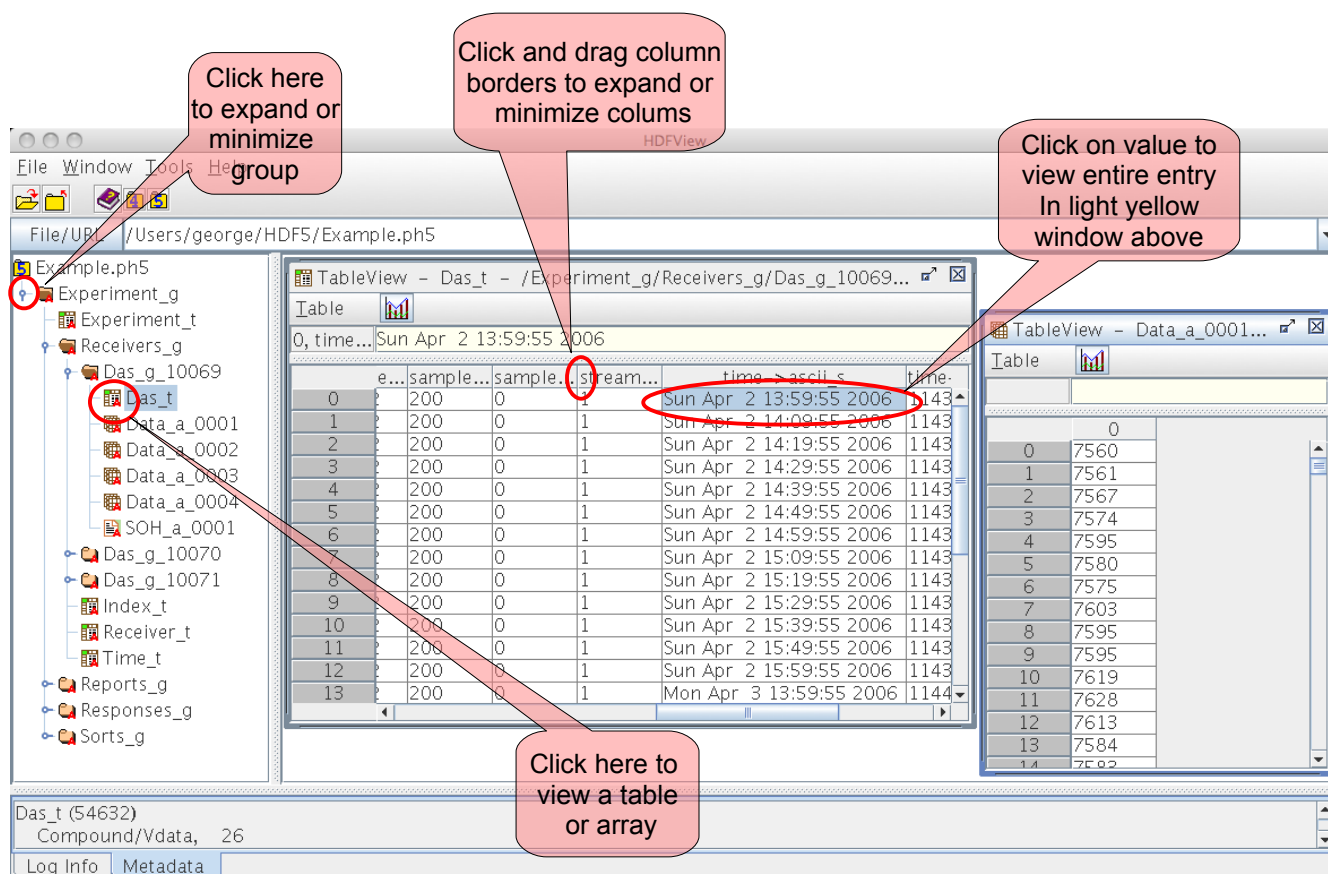 Click here
to expand or
minimize
group
Click and drag column
borders to expand or
minimize colums
Click on value to
view entire entry
In light yellow
window above
HDFView
File Window Tools Help
4 5
File/URL /Users/george/HDF5/Example.ph5
5 Example.ph5
Experiment_g
Experiment_t
Receivers_g
Das_g_10069
Das_t
Data_a_0001
Data_a_0002
Data_a_0003
Data_a_0004
SOH_a_0001
Das_g_10070
Das_g_10071
Index_t
Receiver_t
Time_t
Reports_g
Responses_g
Sorts_g
TableView – Das_t – /Experiment_g/Receivers_g/Das_g_10069...
Table
0, time... Sun Apr 2 13:59:55 2006
e... sample... sample... stream... time->ascii_s time-
0 200 0 1 Sun Apr 2 13:59:55 2006 1143
1 200 0 1 Sun Apr 2 14:09:55 2006 1143
2 200 0 1 Sun Apr 2 14:19:55 2006 1143
3 200 0 1 Sun Apr 2 14:29:55 2006 1143
4 200 0 1 Sun Apr 2 14:39:55 2006 1143
5 200 0 1 Sun Apr 2 14:49:55 2006 1143
6 200 0 1 Sun Apr 2 14:59:55 2006 1143
7 200 0 1 Sun Apr 2 15:09:55 2006 1143
8 200 0 1 Sun Apr 2 15:19:55 2006 1143
9 200 0 1 Sun Apr 2 15:29:55 2006 1143
10 200 0 1 Sun Apr 2 15:39:55 2006 1143
11 200 0 1 Sun Apr 2 15:49:55 2006 1143
12 200 0 1 Sun Apr 2 15:59:55 2006 1143
13 200 0 1 Mon Apr 3 13:59:55 2006 1144
TableView – Data_a_0001...
Table
0
0 7560
1 7561
2 7567
3 7574
4 7595
5 7580
6 7575
7 7603
8 7595
9 7595
10 7619
11 7628
12 7613
13 7584
14
Click here to
view a table
or array
Das_t (54632)
Compound/Vdata, 26
Log Info Metadata